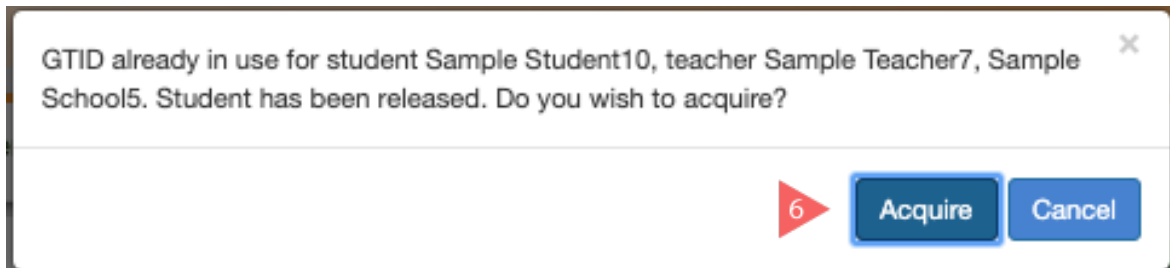 GTID already in use for student Sample Student10, teacher Sample Teacher7, Sample
School5. Student has been released. Do you wish to acquire?
×
6
Acquire
Cancel